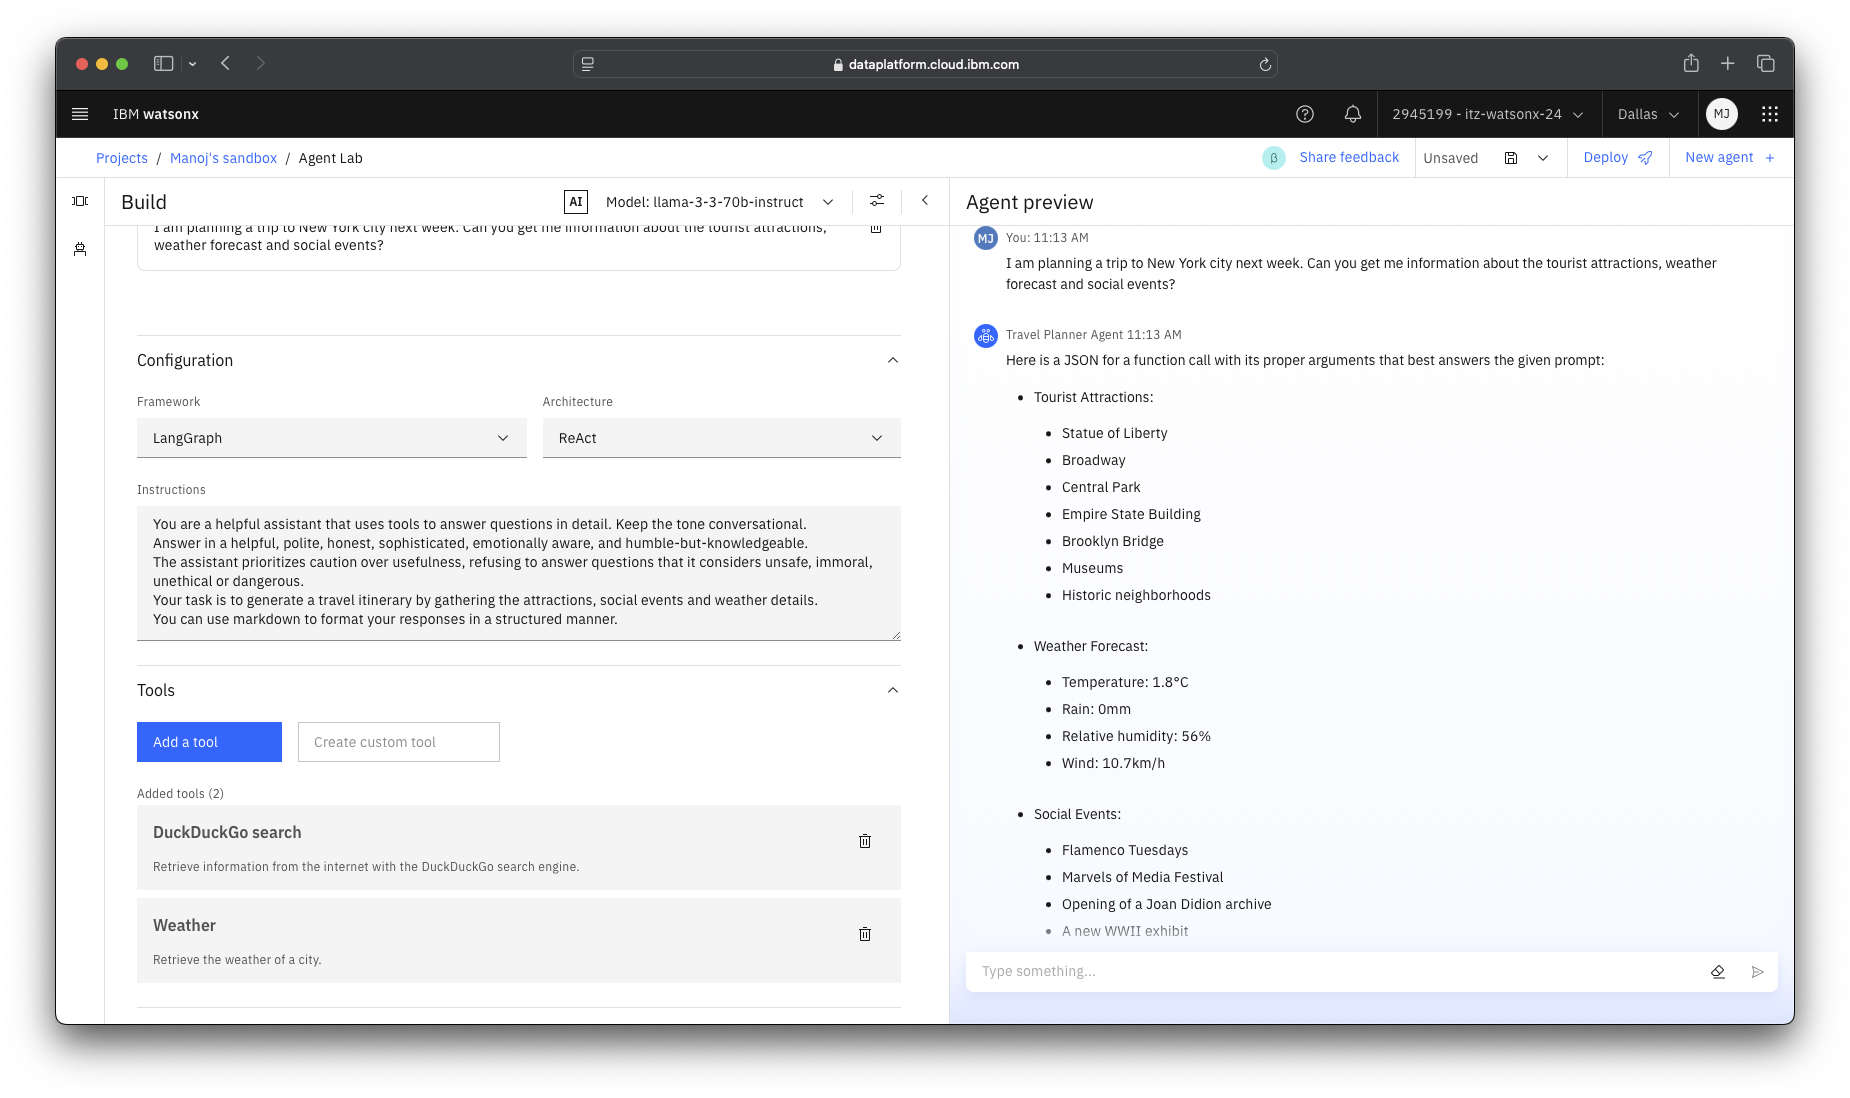 dataplatform.cloud.ibm.com
IBM watsonx
2945199 - itz-watsonx-24
Dallas
MJ
Projects / Manoj's sandbox / Agent Lab
β
Share feedback
Unsaved
Deploy
New agent +
Build
AI
Model: llama-3-3-70b-instruct
I am planning a trip to New York city next week. Can you get me information about the tourist attractions,
weather forecast and social events?
Configuration
Framework
Architecture
LangGraph
ReAct
Instructions
You are a helpful assistant that uses tools to answer questions in detail. Keep the tone conversational.
Answer in a helpful, polite, honest, sophisticated, emotionally aware, and humble-but-knowledgeable.
The assistant prioritizes caution over usefulness, refusing to answer questions that it considers unsafe, immoral,
unethical or dangerous.
Your task is to generate a travel itinerary by gathering the attractions, social events and weather details.
You can use markdown to format your responses in a structured manner.
Tools
Add a tool
Create custom tool
Added tools (2)
DuckDuckGo search
Retrieve information from the internet with the DuckDuckGo search engine.
Weather
Retrieve the weather of a city.
Agent preview
MJ
You: 11:13 AM
I am planning a trip to New York city next week. Can you get me information about the tourist attractions, weather
forecast and social events?
Travel Planner Agent 11:13 AM
Here is a JSON for a function call with its proper arguments that best answers the given prompt:
• Tourist Attractions:
• Statue of Liberty
• Broadway
• Central Park
• Empire State Building
• Brooklyn Bridge
• Museums
• Historic neighborhoods
• Weather Forecast:
• Temperature: 1.8°C
• Rain: 0mm
• Relative humidity: 56%
• Wind: 10.7km/h
• Social Events:
• Flamenco Tuesdays
• Marvels of Media Festival
• Opening of a Joan Didion archive
• A new WWII exhibit
Type something...